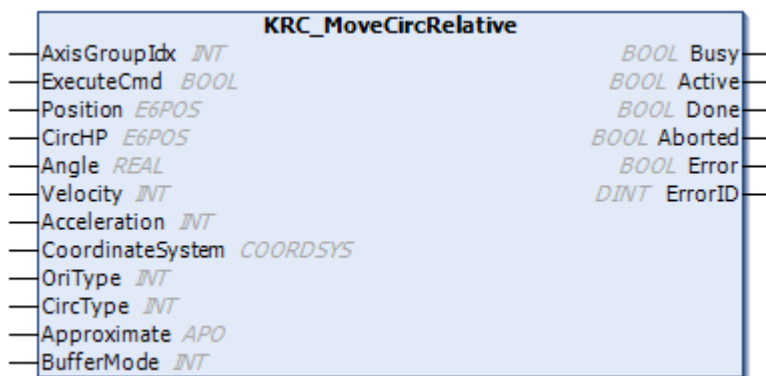 KRC_MoveCircRelative
AxisGroupIdx INT BOOL Busy
ExecuteCmd BOOL BOOL Active
Position E6POS BOOL Done
CircHP E6POS BOOL Aborted
Angle REAL BOOL Error
Velocity INT DINT ErrorID
Acceleration INT
CoordinateSystem COORDSYS
OriType INT
CircType INT
Approximate APO
BufferMode INT